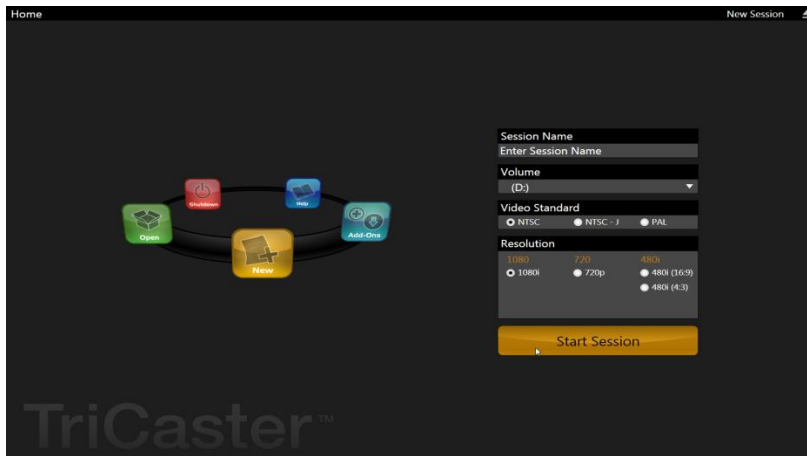 Home
New Session
Session Name
Enter Session Name
Volume
(D:)
Video Standard
NTSC
NTSC - J
PAL
Resolution
1080
720
480i
1080i
720p
480i (16:9)
480i (4:3)
Start Session
Shutdown
Help
Open
Add-Ons
New
TriCaster™